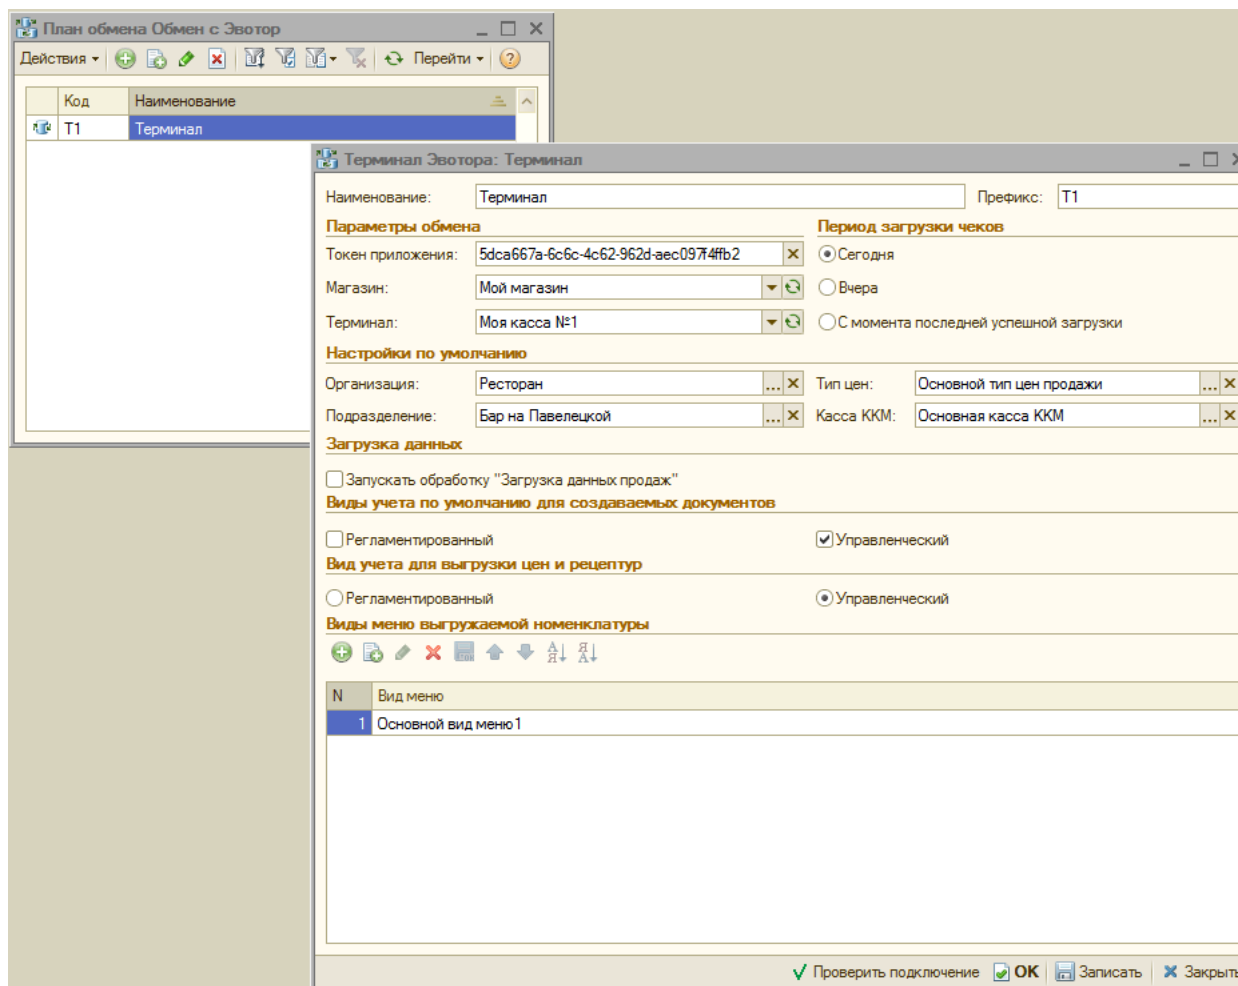 План обмена Обмен с Эвотор
Действия Перейти
Код Наименование
T1 Терминал
Терминал Эвотора: Терминал
Наименование: Терминал Префикс: T1
Параметры обмена Период загрузки чеков
Токен приложения: 5dca667a-6c6c-4c62-962d-aec097f4ffb2 Сегодня
Магазин: Мой магазин Вчера
Терминал: Моя касса №1 С момента последней успешной загрузки
Настройки по умолчанию
Организация: Ресторан ... Тип цен: Основной тип цен продажи ...
Подразделение: Бар на Павелецкой ... Касса ККМ: Основная касса ККМ ...
Загрузка данных
Запускать обработку "Загрузка данных продаж"
Виды учета по умолчанию для создаваемых документов
Регламентированный Управленческий
Вид учета для выгрузки цен и рецептур
Регламентированный Управленческий
Виды меню выгружаемой номенклатуры
N Вид меню
1 Основной вид меню1
Проверить подключение OK Записать Закрыть